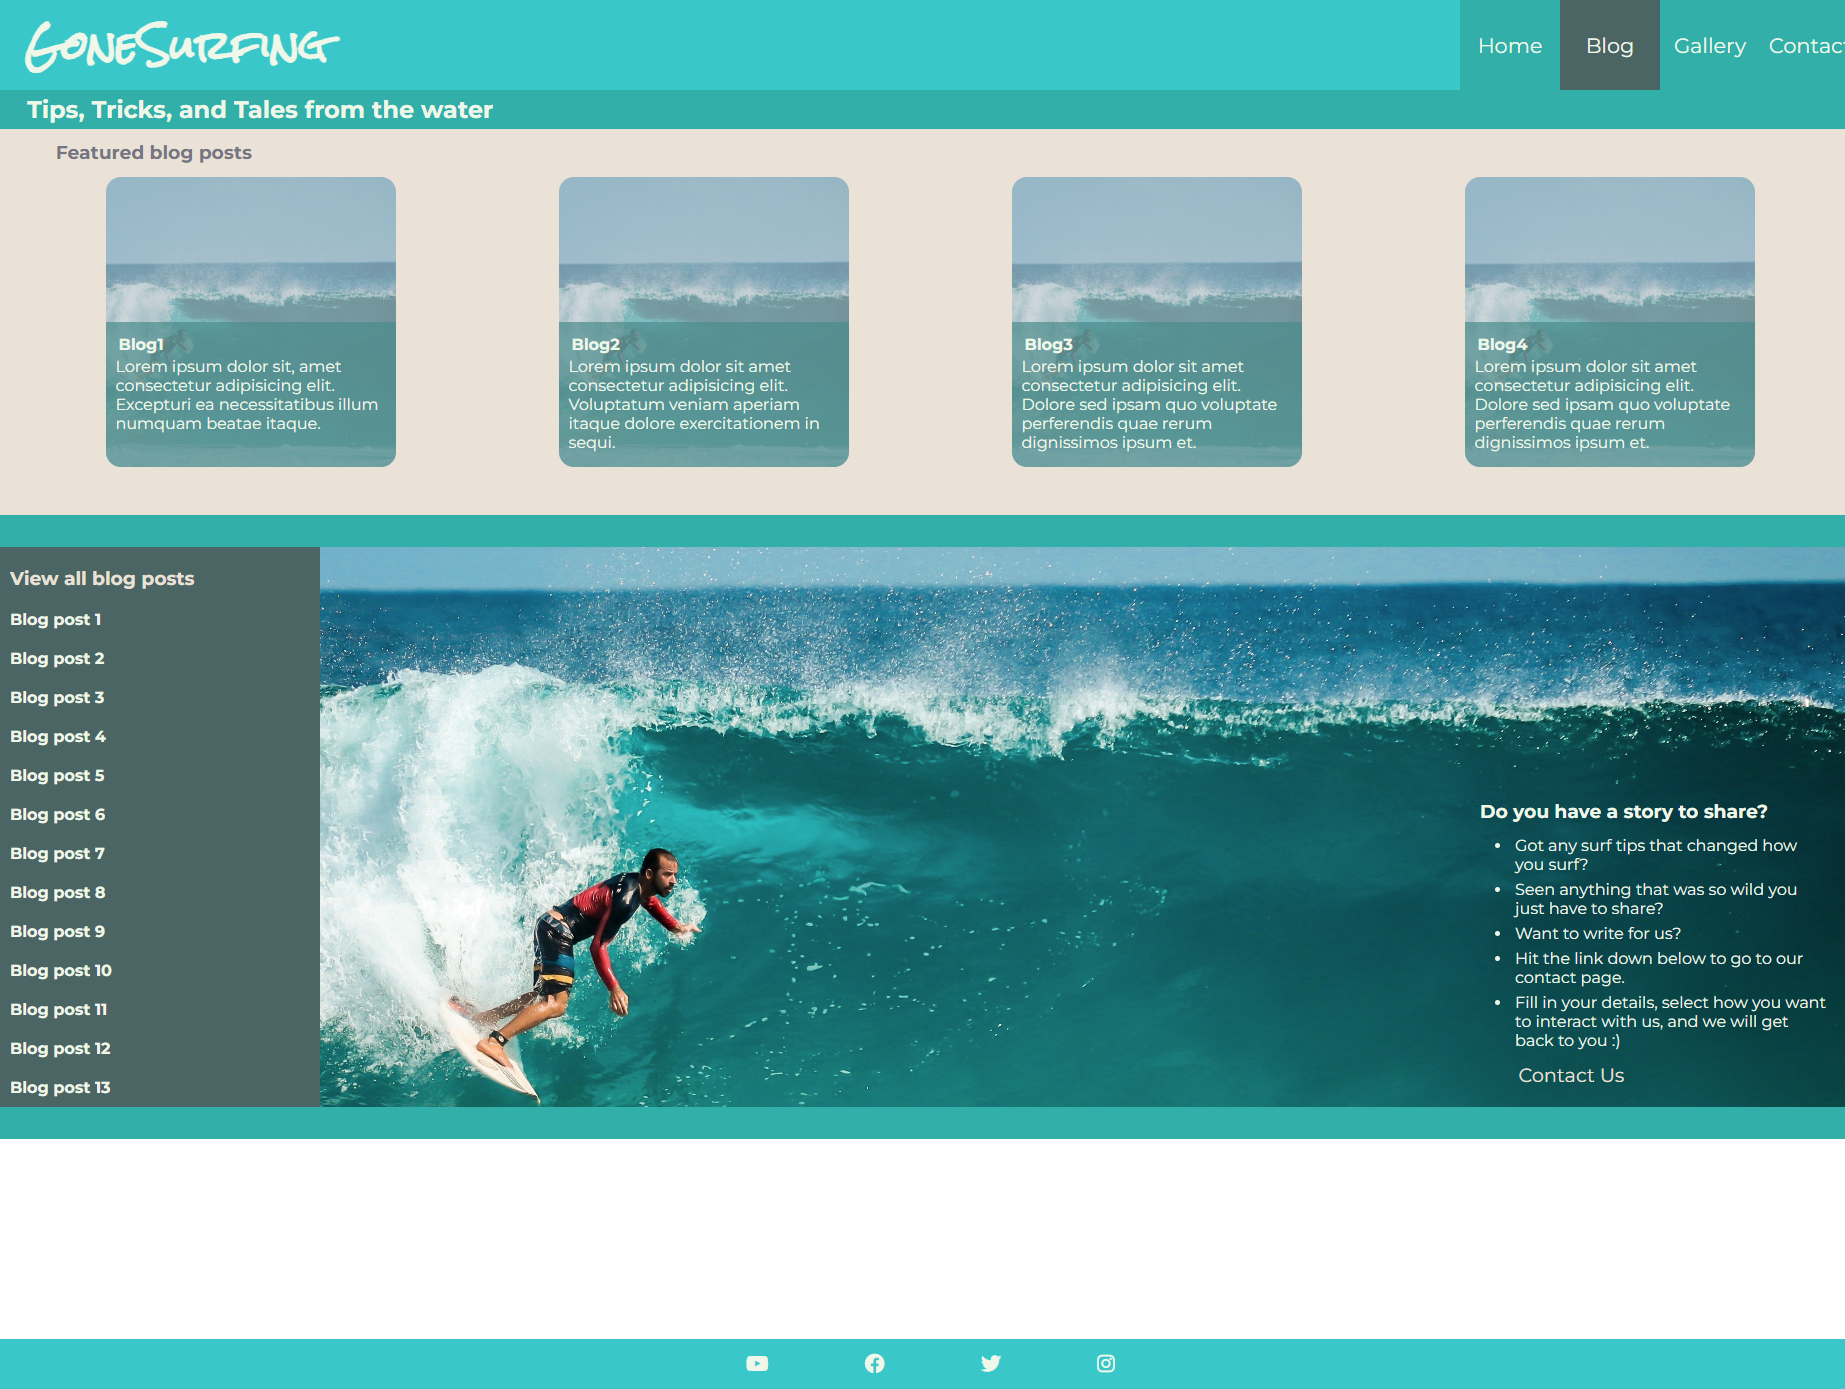 GoneSurfing
Home
Blog
Gallery
Contac
Tips, Tricks, and Tales from the water
Featured blog posts
Blog1
Lorem ipsum dolor sit, amet
consectetur adipisicing elit.
Excepturi ea necessitatibus illum
numquam beatae itaque.
Blog2
Lorem ipsum dolor sit amet
consectetur adipisicing elit.
Voluptatum veniam aperiam
itaque dolore exercitationem in
sequi.
Blog3
Lorem ipsum dolor sit amet
consectetur adipisicing elit.
Dolore sed ipsam quo voluptate
perferendis quae rerum
dignissimos ipsum et.
Blog4
Lorem ipsum dolor sit amet
consectetur adipisicing elit.
Dolore sed ipsam quo voluptate
perferendis quae rerum
dignissimos ipsum et.
View all blog posts
Blog post 1
Blog post 2
Blog post 3
Blog post 4
Blog post 5
Blog post 6
Blog post 7
Blog post 8
Blog post 9
Blog post 10
Blog post 11
Blog post 12
Blog post 13
Do you have a story to share?
• Got any surf tips that changed how
you surf?
• Seen anything that was so wild you
just have to share?
• Want to write for us?
• Hit the link down below to go to our
contact page.
• Fill in your details, select how you want
to interact with us, and we will get
back to you :)
Contact Us